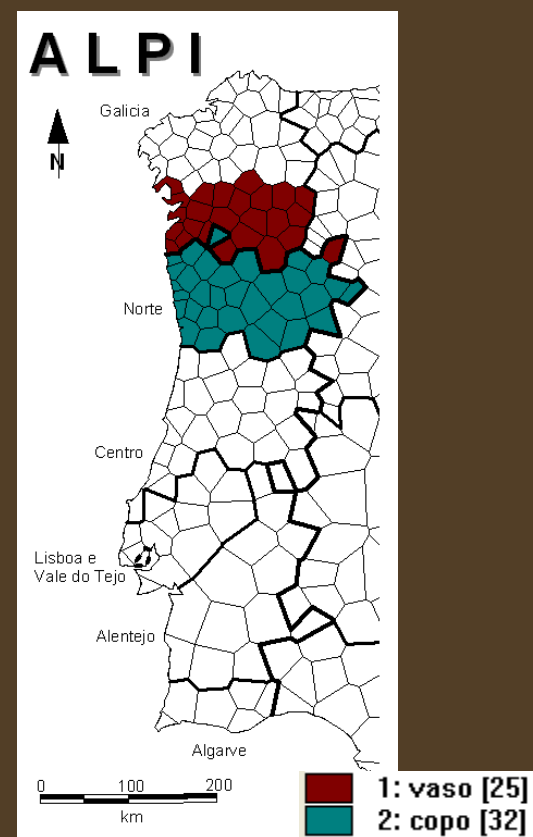 ALPI
Galicia
N
Norte
Centro
Lisboa e
Vale do Tejo
Alentejo
Algarve
0 100 200
km
1: vaso [25]
2: copo [32]